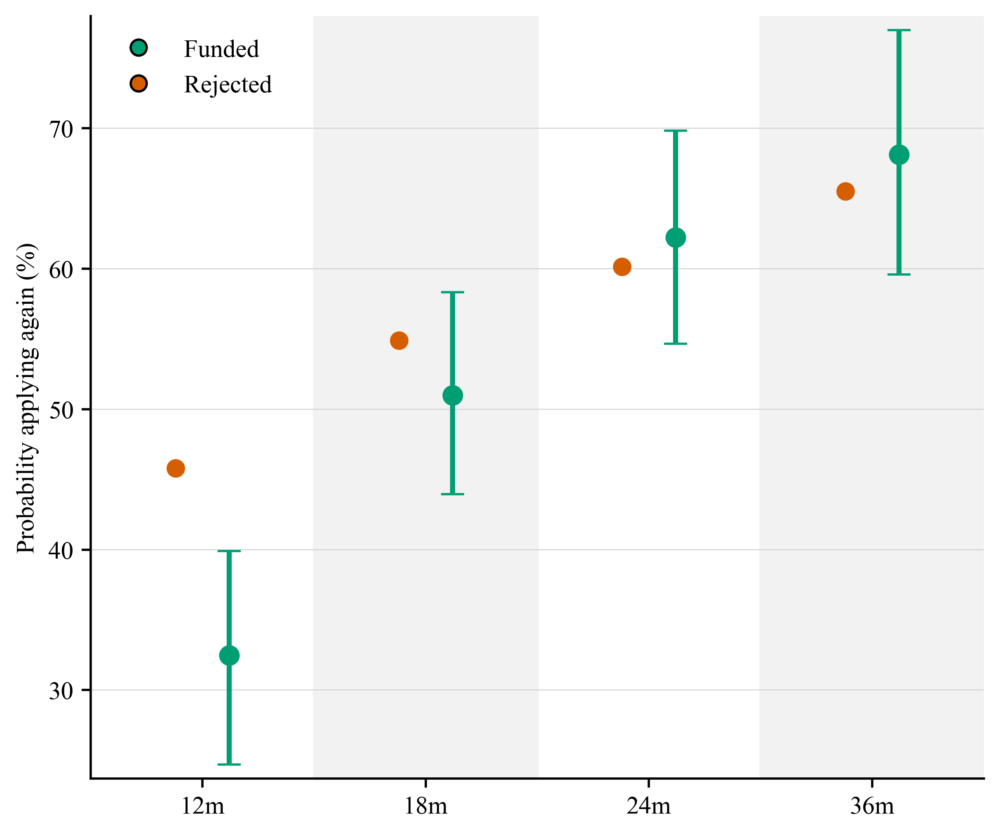 Funded
Rejected
70
60
50
40
30
Probability applying again (%)
12m
18m
24m
36m